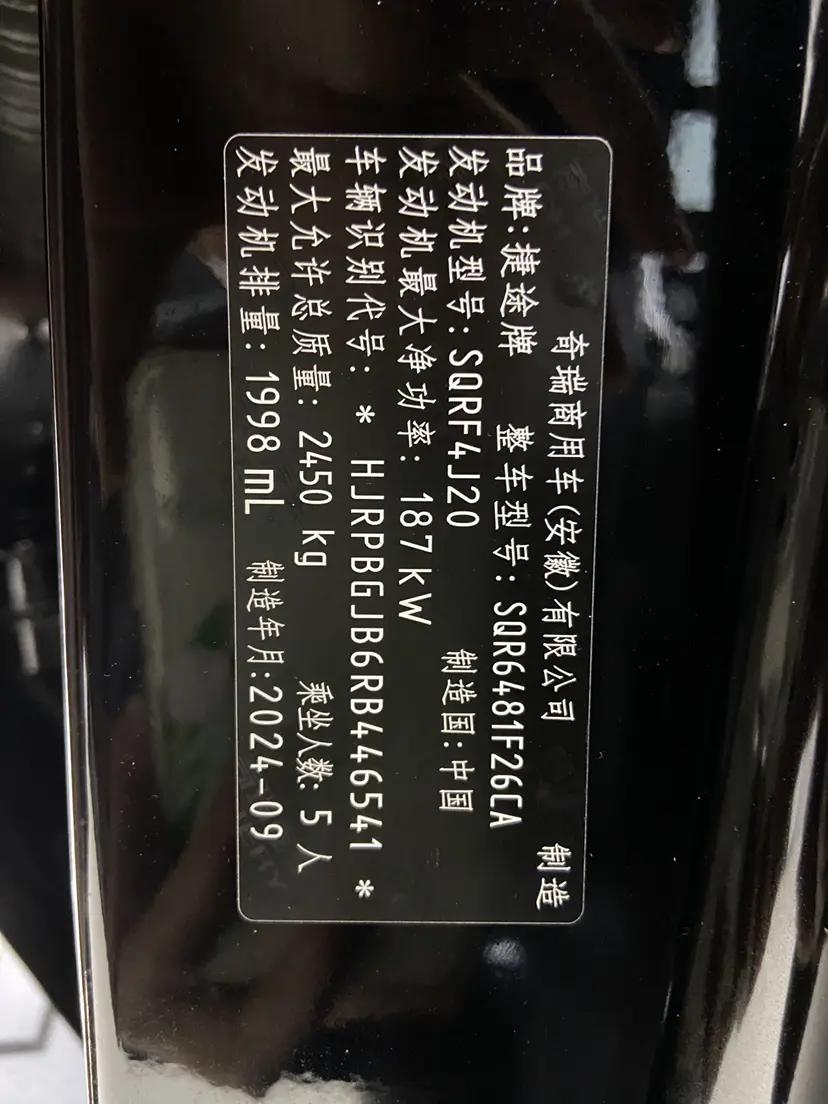 奇瑞商用车(安徽)有限公司 制造
品牌:捷途牌 整车型号:SQR6481F26CA
发动机型号:SQRF4J20 制造国:中国
发动机最大净功率:187kW
车辆识别代号:* HJRPBGJB6RB446541 *
最大允许总质量:2450 kg 乘坐人数:5人
发动机排量:1998 mL 制造年月:2024-09